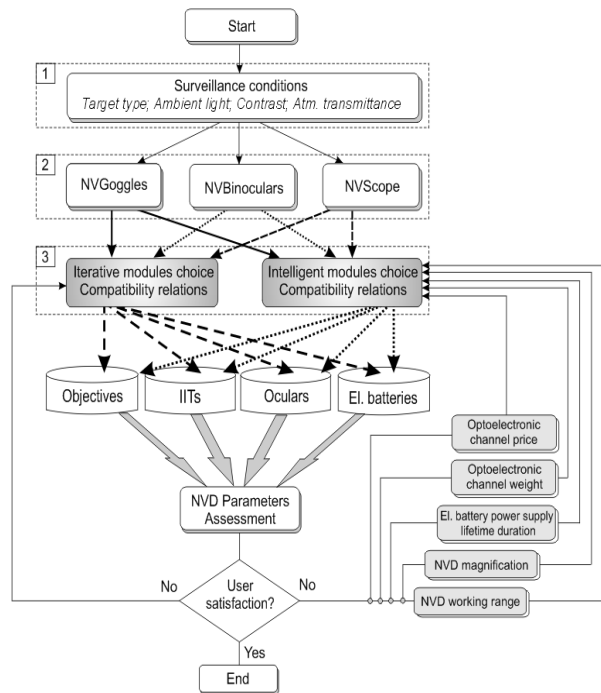 Start
1
Surveillance conditions
Target type; Ambient light; Contrast; Atm. transmittance
2
NVGoggles
NVBinoculars
NVScope
3
Iterative modules choice
Compatibility relations
Intelligent modules choice
Compatibility relations
Objectives
IITs
Oculars
El. batteries
Optoelectronic
channel price
Optoelectronic
channel weight
El. battery power supply
lifetime duration
NVD magnification
NVD working range
NVD Parameters
Assessment
No
User
satisfaction?
No
Yes
End